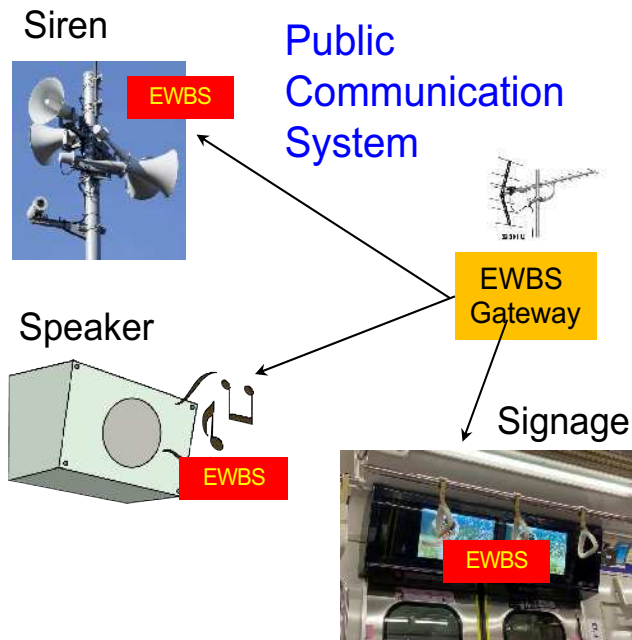 Siren
EWBS
Public
Communication
System
EWBS
Gateway
Speaker
EWBS
Signage
EWBS